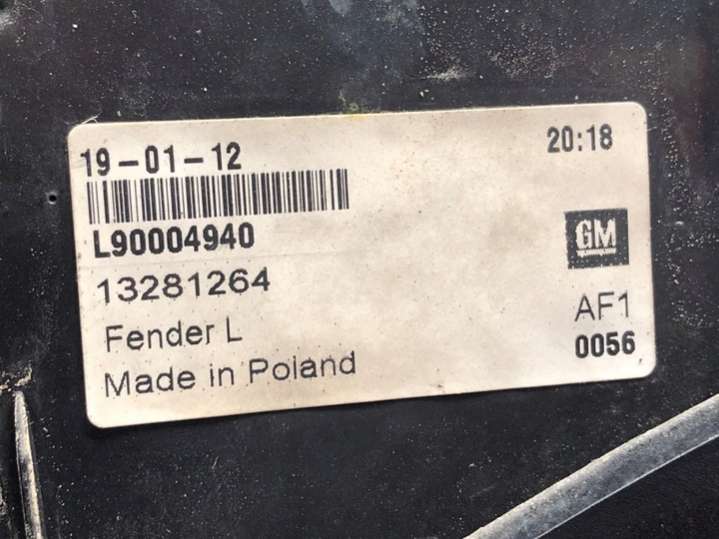 19-01-12
20:18
L90004940
GM
13281264
AF1
Fender L
0056
Made in Poland